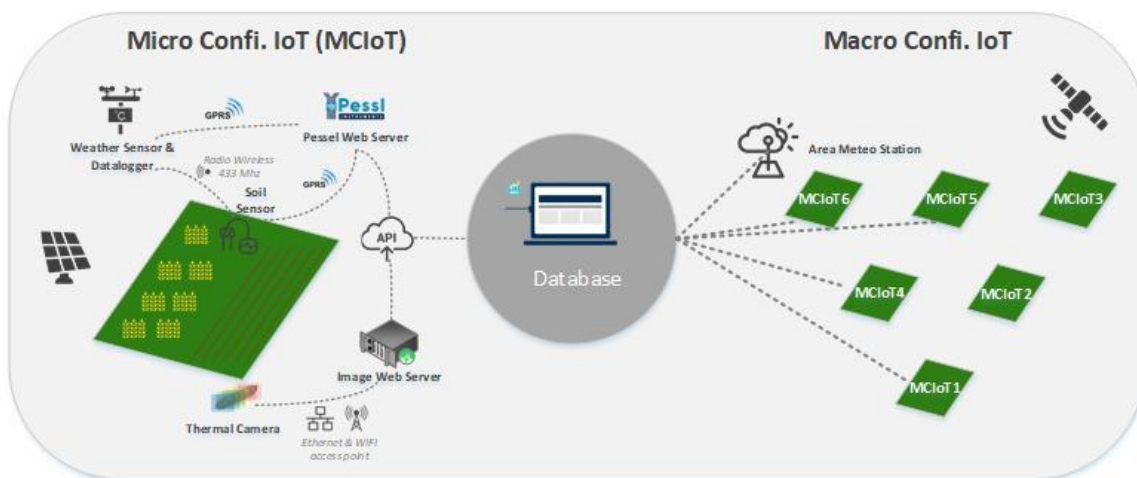 Micro Confi. IoT (MCIoT)
Macro Confi. IoT
GPRS
Pessl
INSTRUMENTS
Pessel Web Server
°C
Weather Sensor &
Datalogger
Radio Wireless
433 Mhz
GPRS
Soil
Sensor
API
Database
Image Web Server
Thermal Camera
Ethernet & WIFI
access point
Area Meteo Station
MCIoT6
MCIoT5
MCIoT3
MCIoT4
MCIoT2
MCIoT1